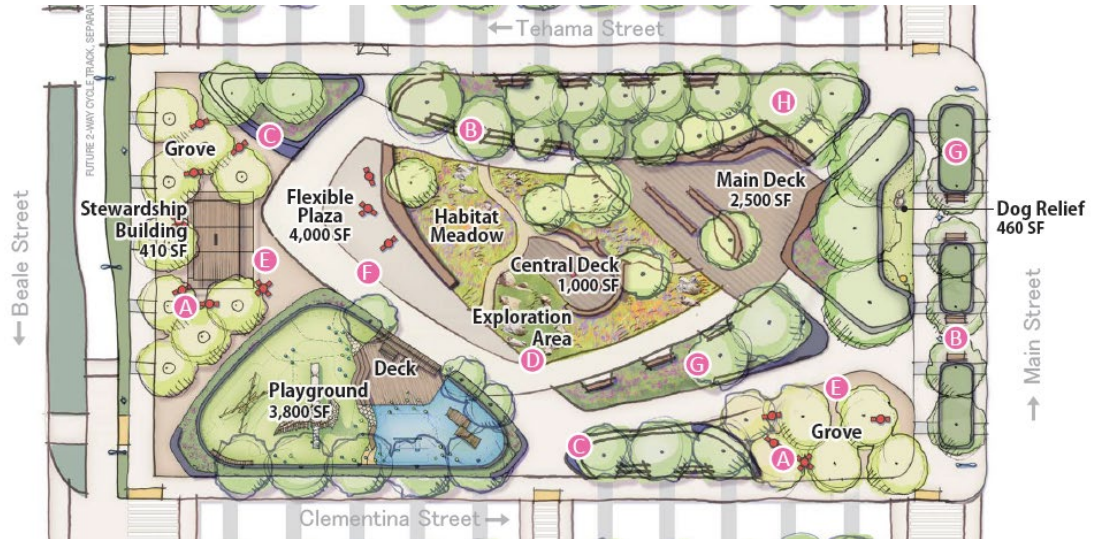 ← Tehama Street
FUTURE 2-WAY CYCLE TRACK, SEPARAT
H
B
C
G
Grove
Main Deck
2,500 SF
Flexible
Plaza
4,000 SF
Stewardship
Building
410 SF
Habitat
Meadow
Dog Relief
460 SF
E
F
Central Deck
1,000 SF
← Beale Street
A
Exploration
Area
D
B
Main Street →
Deck
Playground
3,800 SF
G
E
Grove
C
A
Clementina Street →